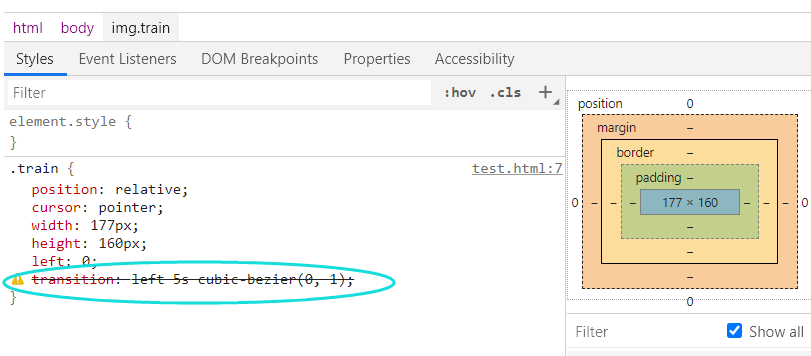 html body img.train
Styles Event Listeners DOM Breakpoints Properties Accessibility
Filter :hov .cls +
element.style {
}
.train { test.html:7
position: relative;
cursor: pointer;
width: 177px;
height: 160px;
left: 0;
transition: left 5s cubic-bezier(0, 1);
}
position 0
margin –
border –
padding –
0 – – – 177 × 160 – – – 0
–
–
–
0
Filter Show all